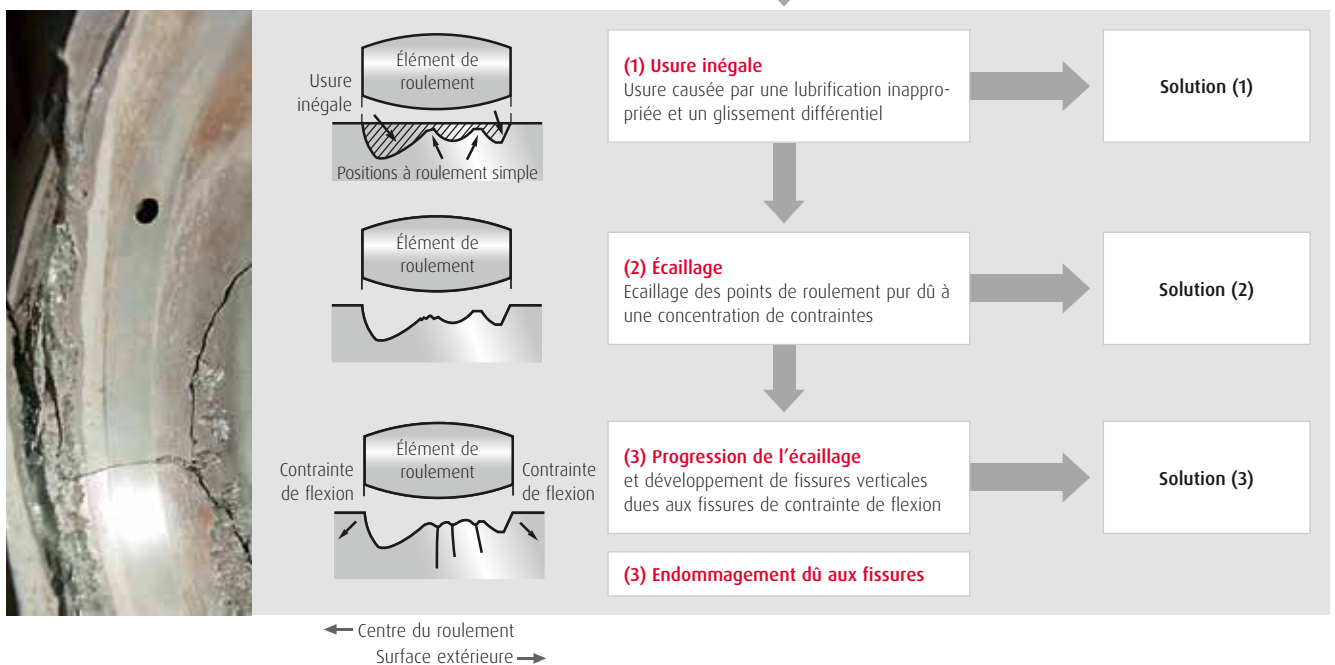 Élément de
roulement
Usure
inégale
Positions à roulement simple
(1) Usure inégale
Usure causée par une lubrification inappro-
priée et un glissement différentiel
Solution (1)
Élément de
roulement
(2) Écaillage
Ecaillage des points de roulement pur dû à
une concentration de contraintes
Solution (2)
Élément de
roulement
Contrainte
de flexion
Contrainte
de flexion
(3) Progression de l’écaillage
et développement de fissures verticales
dues aux fissures de contrainte de flexion
Solution (3)
(3) Endommagement dû aux fissures
Centre du roulement
Surface extérieure